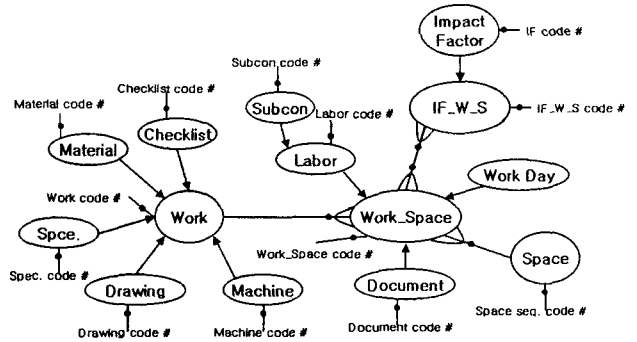 Impact
Factor
IF code #
Subcon code #
Checklist code #
Subcon
IF_W_S
IF_W_S code #
Material code #
Labor code #
Checklist
Material
Labor
Work Day
Work code #
Work
Work_Space
Spce.
Work_Space code #
Space
Spec. code #
Drawing
Machine
Document
Space seq. code #
Drawing code #
Machine code #
Document code #